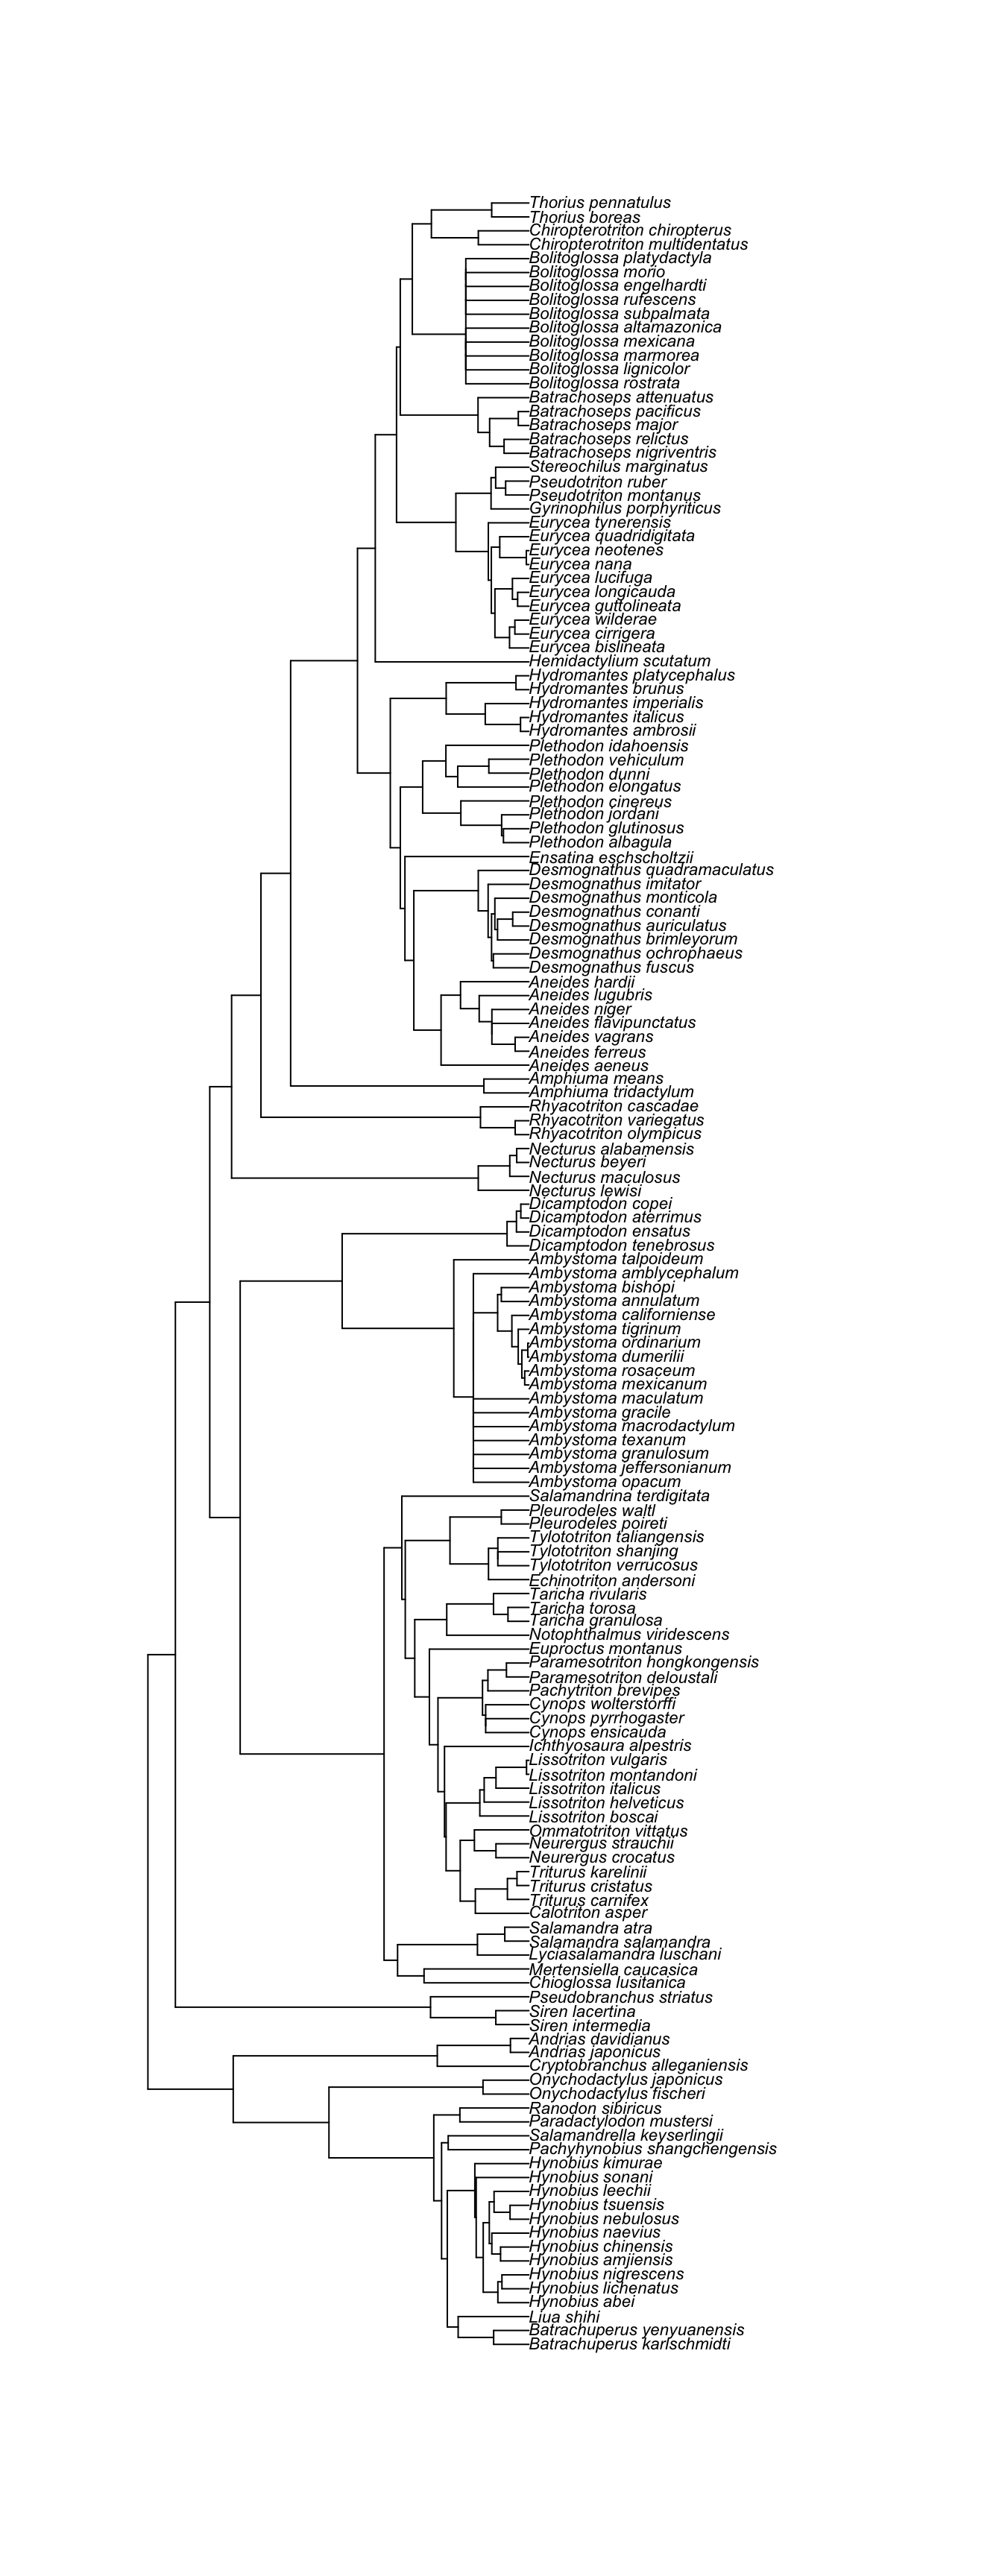 Thorius pennatulus
Thorius boreas
Chiropterotriton chiropterus
Chiropterotriton multidentatus
Bolitoglossa platydactyla
Bolitoglossa morio
Bolitoglossa engelhardti
Bolitoglossa rufescens
Bolitoglossa subpalmata
Bolitoglossa altamazonica
Bolitoglossa mexicana
Bolitoglossa marmorea
Bolitoglossa lignicolor
Bolitoglossa rostrata
Batrachoseps attenuatus
Batrachoseps pacificus
Batrachoseps major
Batrachoseps relictus
Batrachoseps nigriventris
Stereochilus marginatus
Pseudotriton ruber
Pseudotriton montanus
Gyrinophilus porphyriticus
Eurycea tynerensis
Eurycea quadridigitata
Eurycea neotenes
Eurycea nana
Eurycea lucifuga
Eurycea longicauda
Eurycea guttolineata
Eurycea wilderae
Eurycea cirrigera
Eurycea bislineata
Hemidactylium scutatum
Hydromantes platycephalus
Hydromantes brunus
Hydromantes imperialis
Hydromantes italicus
Hydromantes ambrosii
Plethodon idahoensis
Plethodon vehiculum
Plethodon dunni
Plethodon elongatus
Plethodon cinereus
Plethodon jordani
Plethodon glutinosus
Plethodon albagula
Ensatina eschscholtzii
Desmognathus quadramaculatus
Desmognathus imitator
Desmognathus monticola
Desmognathus conanti
Desmognathus auriculatus
Desmognathus brimleyorum
Desmognathus ochrophaeus
Desmognathus fuscus
Aneides hardii
Aneides lugubris
Aneides niger
Aneides flavipunctatus
Aneides vagrans
Aneides ferreus
Aneides aeneus
Amphiuma means
Amphiuma tridactylum
Rhyacotriton cascadae
Rhyacotriton variegatus
Rhyacotriton olympicus
Necturus alabamensis
Necturus beyeri
Necturus maculosus
Necturus lewisi
Dicamptodon copei
Dicamptodon aterrimus
Dicamptodon ensatus
Dicamptodon tenebrosus
Ambystoma talpoideum
Ambystoma amblycephalum
Ambystoma bishopi
Ambystoma annulatum
Ambystoma californiense
Ambystoma tigrinum
Ambystoma ordinarium
Ambystoma dumerilii
Ambystoma rosaceum
Ambystoma mexicanum
Ambystoma maculatum
Ambystoma gracile
Ambystoma macrodactylum
Ambystoma texanum
Ambystoma granulosum
Ambystoma jeffersonianum
Ambystoma opacum
Salamandrina terdigitata
Pleurodeles waltl
Pleurodeles poireti
Tylototriton taliangensis
Tylototriton shanjing
Tylototriton verrucosus
Echinotriton andersoni
Taricha rivularis
Taricha torosa
Taricha granulosa
Notophthalmus viridescens
Euproctus montanus
Paramesotriton hongkongensis
Paramesotriton deloustali
Pachytriton brevipes
Cynops wolterstorffi
Cynops pyrrhogaster
Cynops ensicauda
Ichthyosaura alpestris
Lissotriton vulgaris
Lissotriton montandoni
Lissotriton italicus
Lissotriton helveticus
Lissotriton boscai
Ommatotriton vittatus
Neurergus strauchii
Neurergus crocatus
Triturus karelinii
Triturus cristatus
Triturus carnifex
Calotriton asper
Salamandra atra
Salamandra salamandra
Lyciasalamandra luschani
Mertensiella caucasica
Chioglossa lusitanica
Pseudobranchus striatus
Siren lacertina
Siren intermedia
Andrias davidianus
Andrias japonicus
Cryptobranchus alleganiensis
Onychodactylus japonicus
Onychodactylus fischeri
Ranodon sibiricus
Paradactylodon mustersi
Salamandrella keyserlingii
Pachyhynobius shangchengensis
Hynobius kimurae
Hynobius sonani
Hynobius leechii
Hynobius tsuensis
Hynobius nebulosus
Hynobius naevius
Hynobius chinensis
Hynobius amjiensis
Hynobius nigrescens
Hynobius lichenatus
Hynobius abei
Liua shihi
Batrachuperus yenyuanensis
Batrachuperus karlschmidti